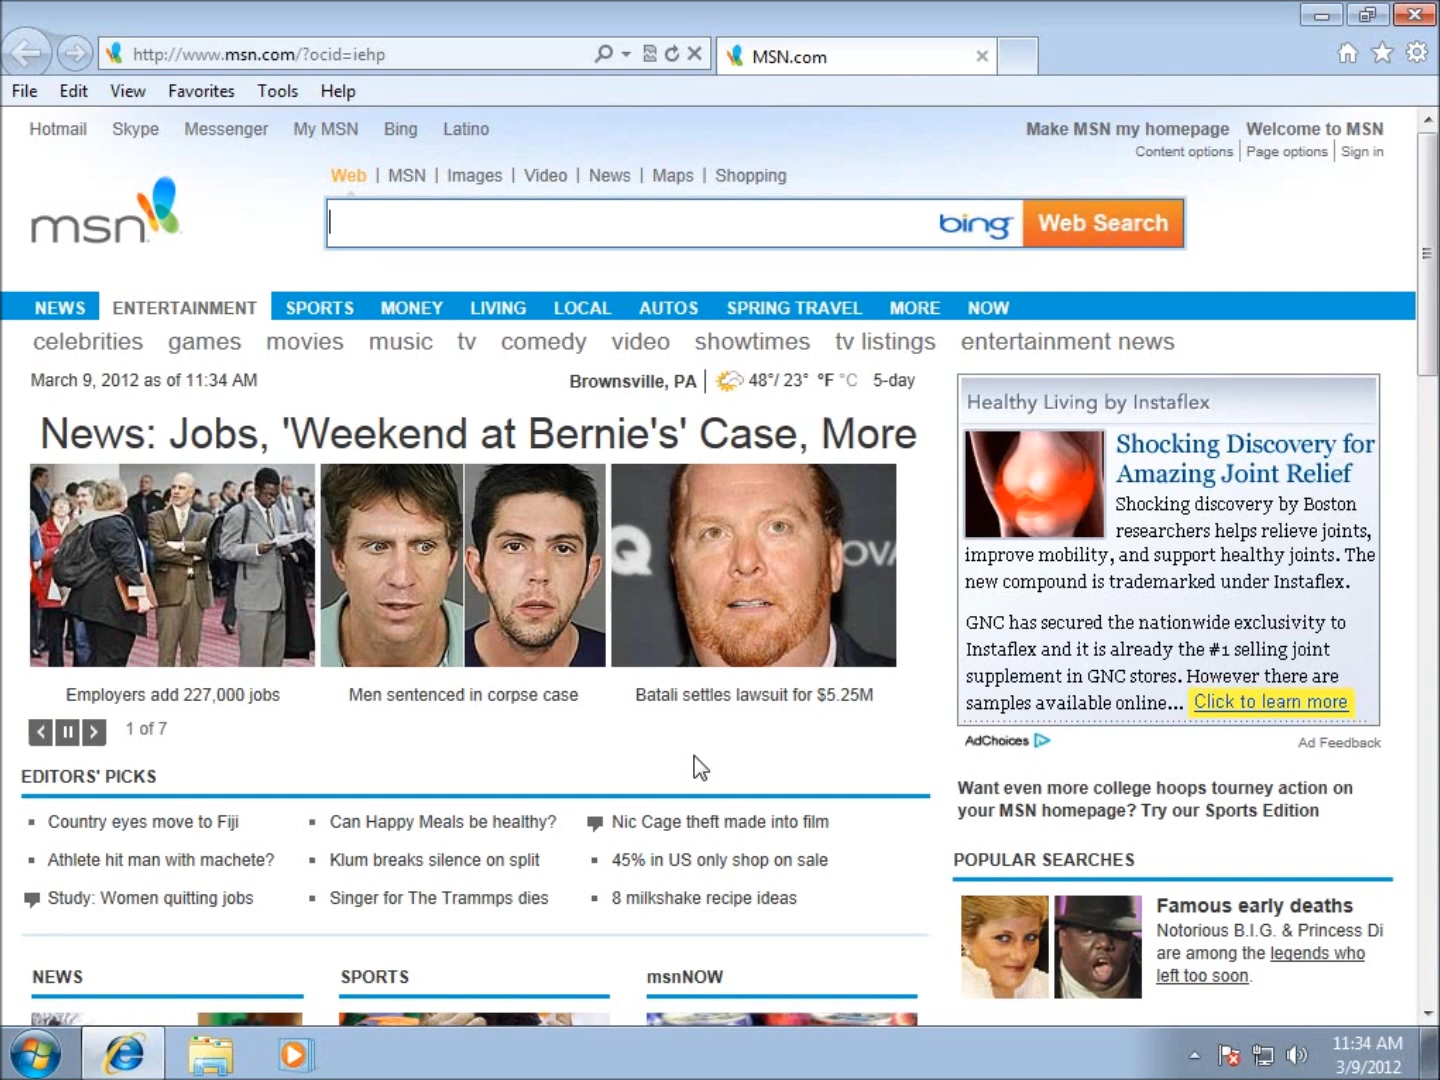 http://www.msn.com/?ocid=iehp
MSN.com
File Edit View Favorites Tools Help
Hotmail Skype Messenger My MSN Bing Latino
Make MSN my homepage Welcome to MSN
Content options | Page options | Sign in
Web | MSN | Images | Video | News | Maps | Shopping
msn
bing Web Search
NEWS ENTERTAINMENT SPORTS MONEY LIVING LOCAL AUTOS SPRING TRAVEL MORE NOW
celebrities games movies music tv comedy video showtimes tv listings entertainment news
March 9, 2012 as of 11:34 AM
Brownsville, PA | 48°/ 23° °F °C 5-day
News: Jobs, 'Weekend at Bernie's' Case, More
Q
OVA
Employers add 227,000 jobs
Men sentenced in corpse case
Batali settles lawsuit for $5.25M
1 of 7
Healthy Living by Instaflex
Shocking Discovery for
Amazing Joint Relief
Shocking discovery by Boston
researchers helps relieve joints,
improve mobility, and support healthy joints. The
new compound is trademarked under Instaflex.
GNC has secured the nationwide exclusivity to
Instaflex and it is already the #1 selling joint
supplement in GNC stores. However there are
samples available online... Click to learn more
AdChoices
Ad Feedback
EDITORS' PICKS
Country eyes move to Fiji
Athlete hit man with machete?
Study: Women quitting jobs
Can Happy Meals be healthy?
Klum breaks silence on split
Singer for The Trammps dies
Nic Cage theft made into film
45% in US only shop on sale
8 milkshake recipe ideas
Want even more college hoops tourney action on
your MSN homepage? Try our Sports Edition
POPULAR SEARCHES
Famous early deaths
Notorious B.I.G. & Princess Di
are among the legends who
left too soon.
NEWS
SPORTS
msnNOW
11:34 AM
3/9/2012